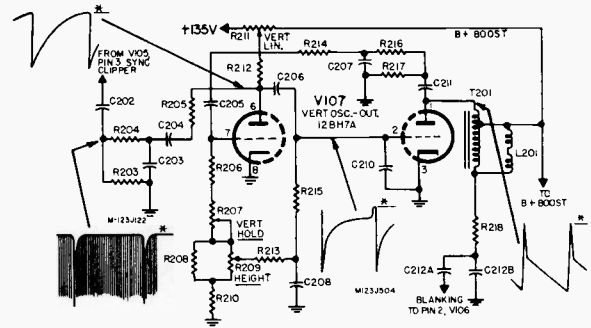 +135V
R211
VERT
LIN.
R214
R216
B+ BOOST
FROM V105,
PIN 3 SYNC
CLIPPER
R212
C206
C207
R217
C211
T201
C202
R205
C205
V107
VERT OSC.-OUT.
12BH7A
6
7
8
R204
C204
C203
R203
R206
C210
3
L201
M-123J122
R215
R207
VERT
HOLD
R208
R209
HEIGHT
R213
R210
C208
M123J504
R218
TO
B+ BOOST
C212A
C212B
BLANKING
TO PIN 2, V106